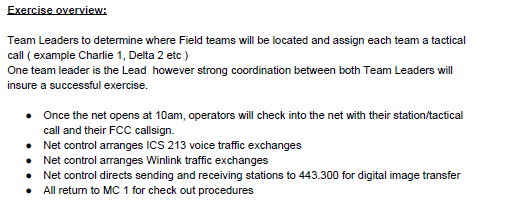 Exercise overview:
Team Leaders to determine where Field teams will be located and assign each team a tactical
call ( example Charlie 1, Delta 2 etc )
One team leader is the Lead however strong coordination between both Team Leaders will
insure a successful exercise.
● Once the net opens at 10am, operators will check into the net with their station/tactical
call and their FCC callsign.
● Net control arranges ICS 213 voice traffic exchanges
● Net control arranges Winlink traffic exchanges
● Net control directs sending and receiving stations to 443.300 for digital image transfer
● All return to MC 1 for check out procedures